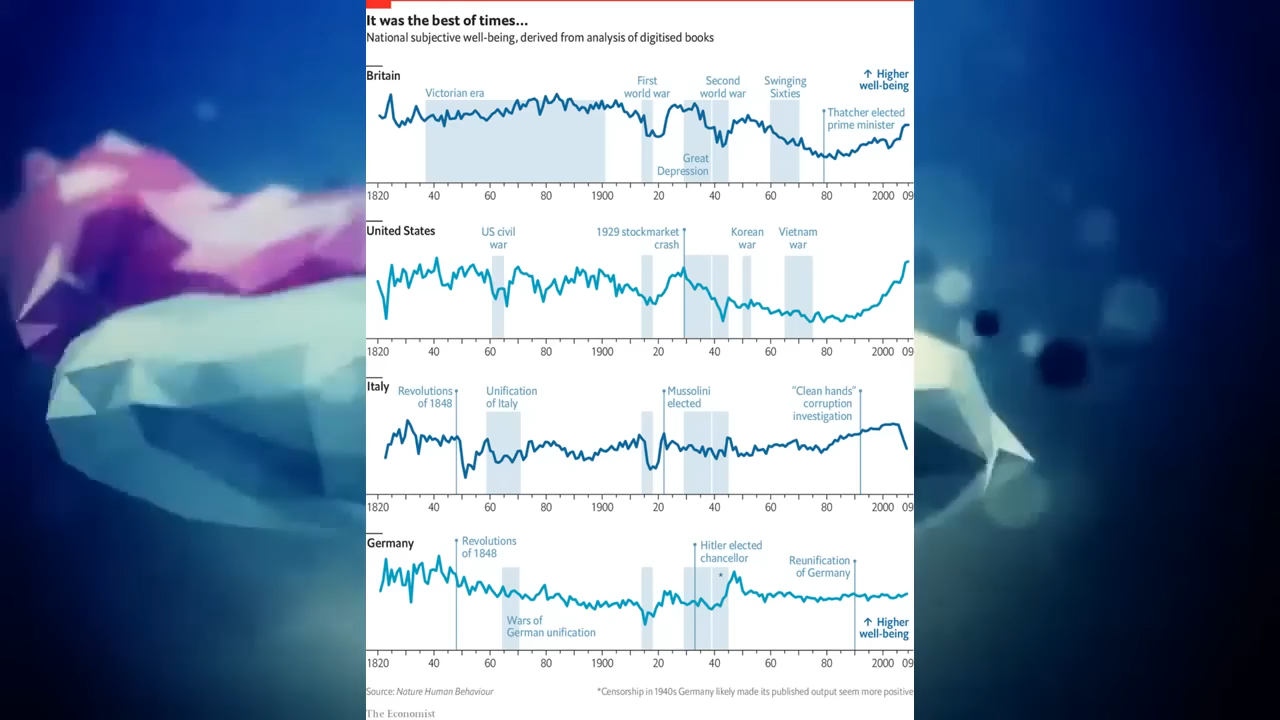 It was the best of times...
National subjective well-being, derived from analysis of digitised books
Britain
↑ Higher
well-being
Victorian era
First
world war
Second
world war
Swinging
Sixties
Thatcher elected
prime minister
Great
Depression
1820 40 60 80 1900 20 40 60 80 2000 09
United States
US civil
war
1929 stockmarket
crash
Korean
war
Vietnam
war
1820 40 60 80 1900 20 40 60 80 2000 09
Italy
Revolutions
of 1848
Unification
of Italy
Mussolini
elected
“Clean hands”
corruption
investigation
1820 40 60 80 1900 20 40 60 80 2000 09
Germany
Revolutions
of 1848
Hitler elected
chancellor
*
Reunification
of Germany
Wars of
German unification
↑ Higher
well-being
1820 40 60 80 1900 20 40 60 80 2000 09
Source: Nature Human Behaviour
*Censorship in 1940s Germany likely made its published output seem more positive
The Economist